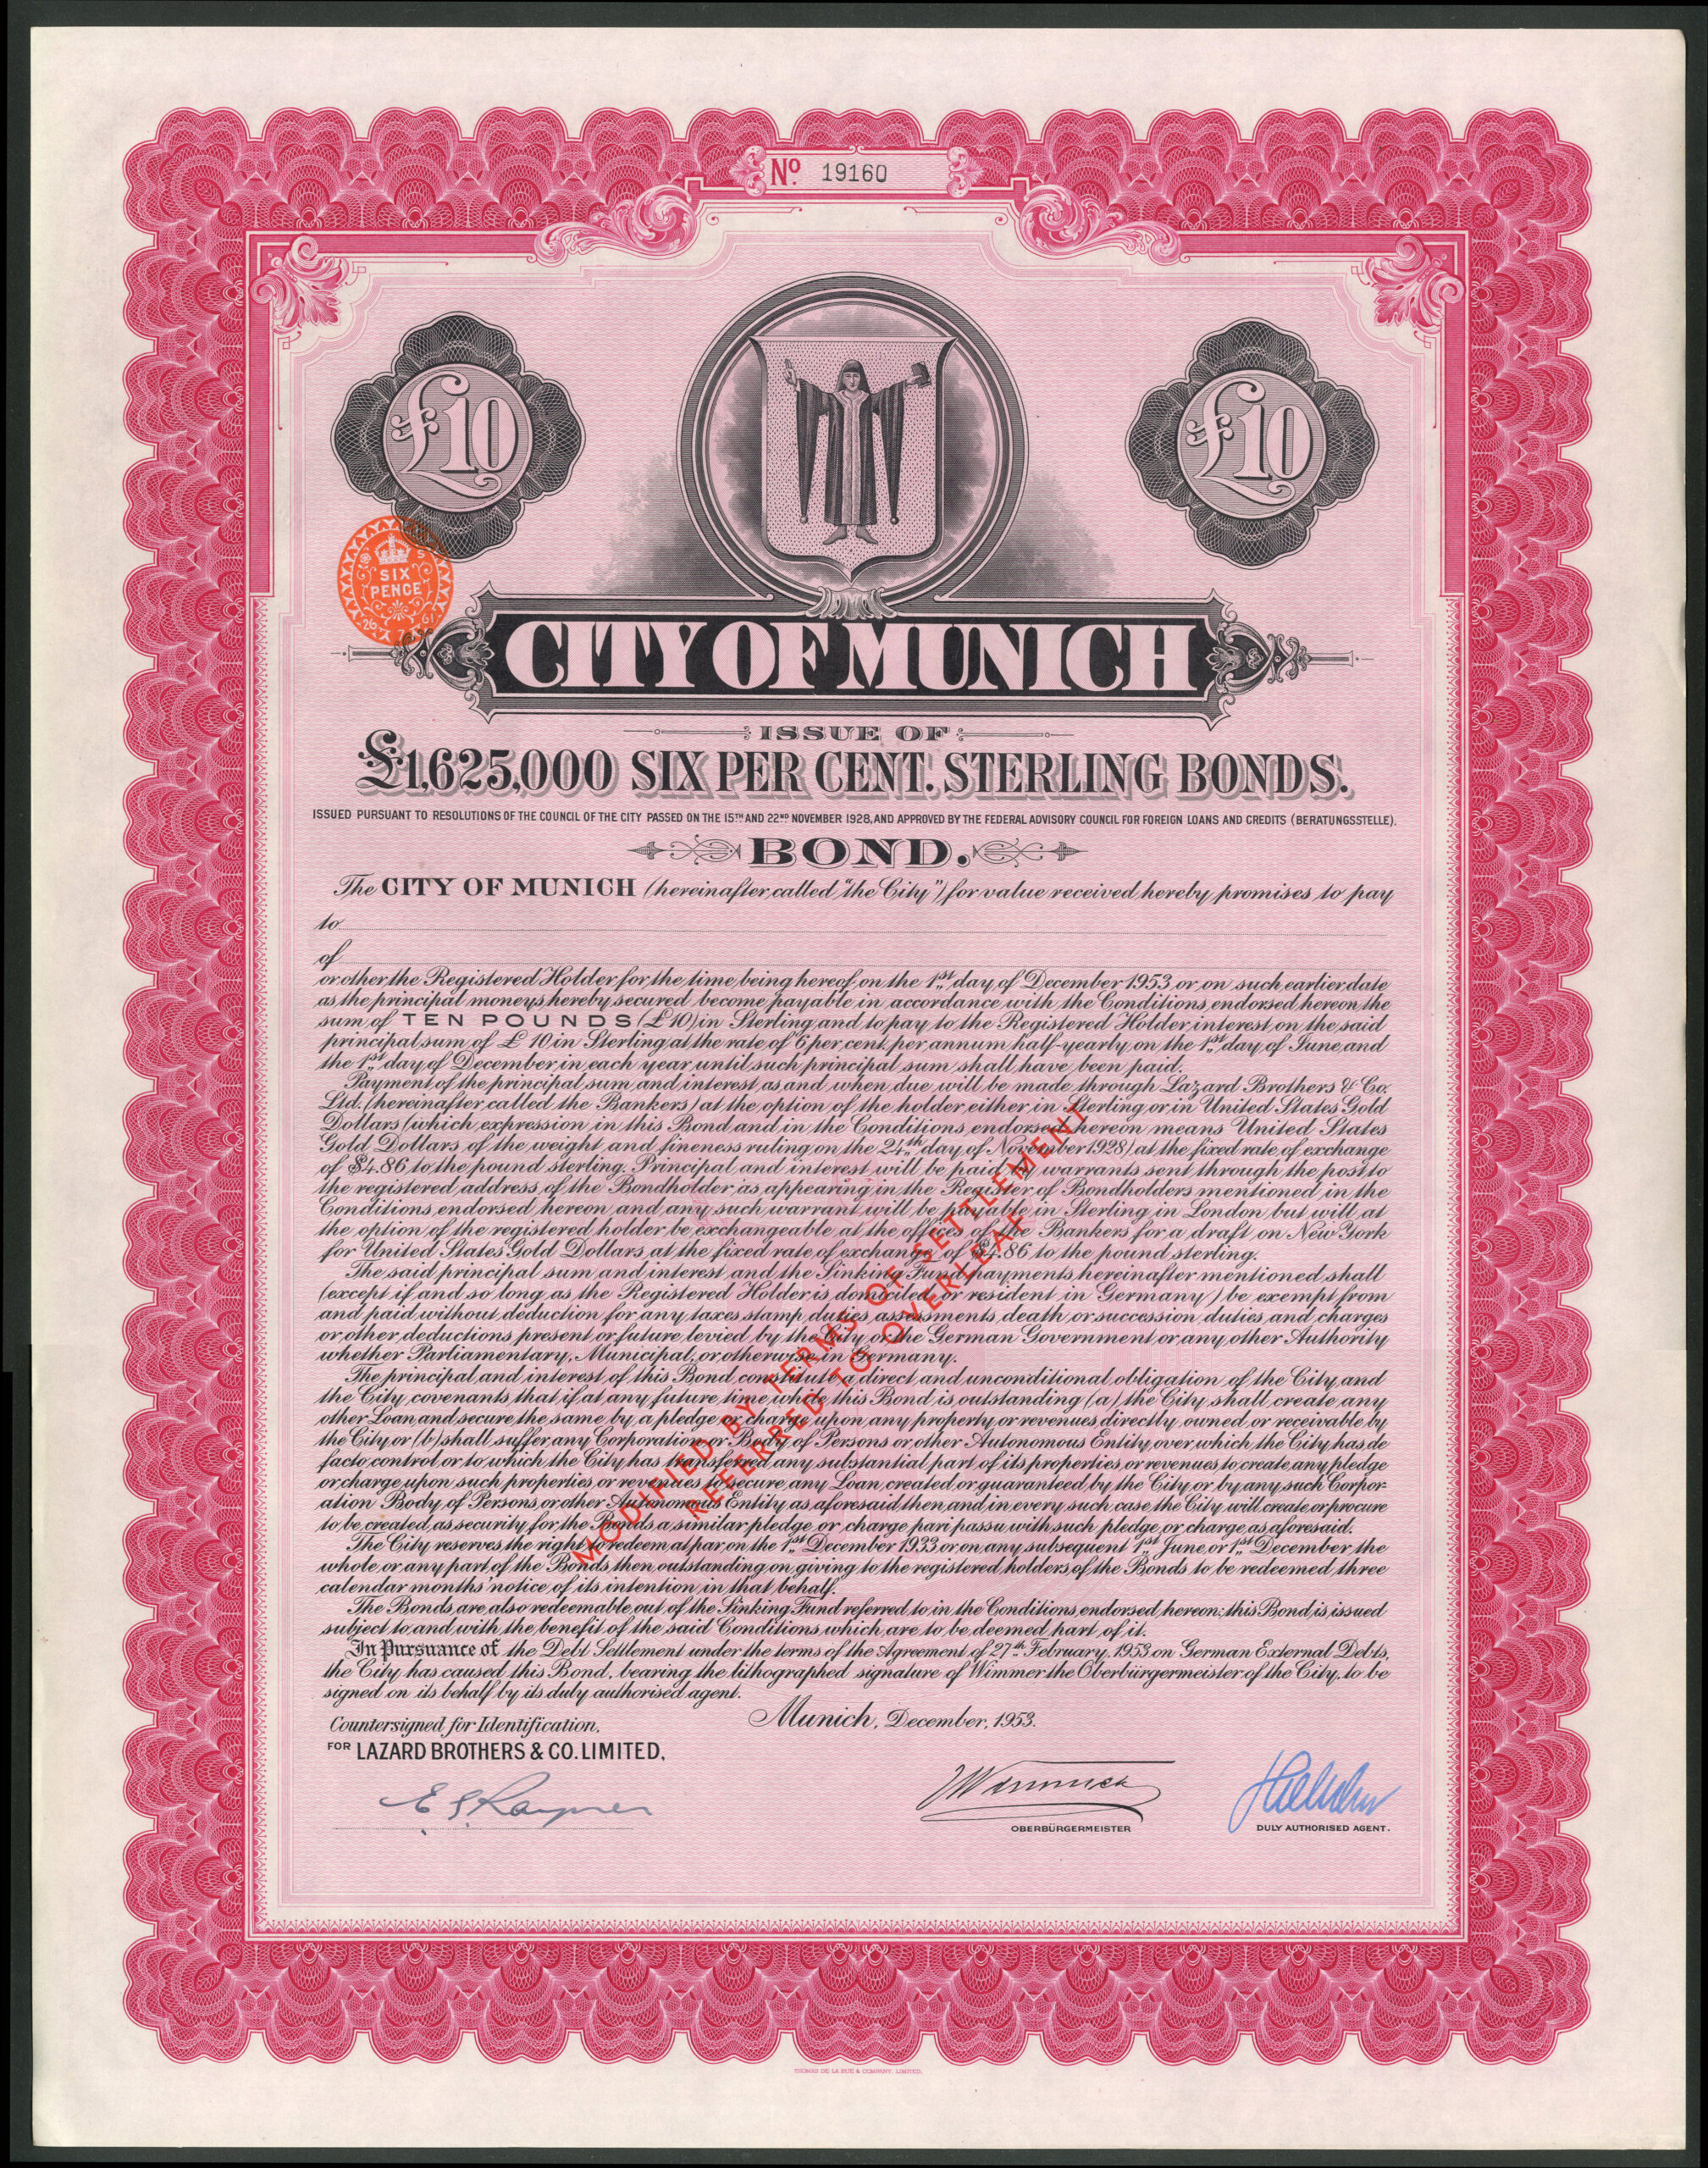 Nº. 19160
£10
£10
SIX
PENCE
CITY OF MUNICH
ISSUE OF
£1,625,000 SIX PER CENT. STERLING BONDS.
ISSUED PURSUANT TO RESOLUTIONS OF THE COUNCIL OF THE CITY PASSED ON THE 15TH AND 22ND NOVEMBER 1928, AND APPROVED BY THE FEDERAL ADVISORY COUNCIL FOR FOREIGN LOANS AND CREDITS (BERATUNGSSTELLE).
BOND.
The CITY OF MUNICH (hereinafter called "the City") for value received hereby promises to pay
to
of
or other the Registered Holder for the time being hereof on the 1st day of December 1953 or on such earlier date
as the principal moneys hereby secured become payable in accordance with the Conditions endorsed hereon the
sum of TEN POUNDS (£10) in Sterling and to pay to the Registered Holder interest on the said
principal sum of £10 in Sterling at the rate of 6 per cent. per annum half-yearly on the 1st day of June and
the 1st day of December in each year until such principal sum shall have been paid.
Payment of the principal sum and interest as and when due will be made through Lazard Brothers & Co.
Ltd. (hereinafter called the Bankers) at the option of the holder either in Sterling or in United States Gold
Dollars (which expression in this Bond and in the Conditions endorsed hereon means United States
Gold Dollars of the weight and fineness ruling on the 24th day of November 1928) at the fixed rate of exchange
of $4.86 to the pound sterling. Principal and interest will be paid by warrants sent through the post to
the registered address of the Bondholder as appearing in the Register of Bondholders mentioned in the
Conditions endorsed hereon and any such warrant will be payable in Sterling in London but will at
the option of the registered holder be exchangeable at the offices of the Bankers for a draft on New York
for United States Gold Dollars at the fixed rate of exchange of $4.86 to the pound sterling.
The said principal sum and interest and the Sinking Fund payments hereinafter mentioned shall
(except if and so long as the Registered Holder is domiciled or resident in Germany) be exempt from
and paid without deduction for any taxes stamp duties assessments death or succession duties and charges
or other deductions present or future levied by the City or the German Government or any other Authority
whether Parliamentary, Municipal, or otherwise in Germany.
The principal and interest of this Bond constitute a direct and unconditional obligation of the City and
the City covenants that if at any future time while this Bond is outstanding (a) the City shall create any
other Loan and secure the same by a pledge or charge upon any property or revenues directly owned or receivable by
the City or (b) shall suffer any Corporation or Body of Persons or other Autonomous Entity over which the City has de
facto control or to which the City has transferred any substantial part of its properties or revenues to create any pledge
or charge upon such properties or revenues to secure any Loan created or guaranteed by the City or by any such Corpor-
ation Body of Persons or other Autonomous Entity as aforesaid then and in every such case the City will create or procure
to be created as security for the Bonds a similar pledge or charge pari passu with such pledge or charge as aforesaid.
The City reserves the right to redeem at par on the 1st December 1933 or on any subsequent 1st June or 1st December the
whole or any part of the Bonds then outstanding on giving to the registered holders of the Bonds to be redeemed three
calendar months' notice of its intention in that behalf.
The Bonds are also redeemable out of the Sinking Fund referred to in the Conditions endorsed hereon: this Bond is issued
subject to and with the benefit of the said Conditions which are to be deemed part of it.
In Pursuance of the Debt Settlement under the terms of the Agreement of 27th February, 1953 on German External Debts,
the City has caused this Bond, bearing the lithographed signature of Wimmer the Oberbürgermeister of the City, to be
signed on its behalf by its duly authorised agent.
MODIFIED BY TERMS OF SETTLEMENT
REFERRED TO OVERLEAF
Munich, December, 1953.
Countersigned for Identification,
FOR LAZARD BROTHERS & CO. LIMITED,
OBERBÜRGERMEISTER
DULY AUTHORISED AGENT.
THOMAS DE LA RUE & COMPANY, LIMITED.